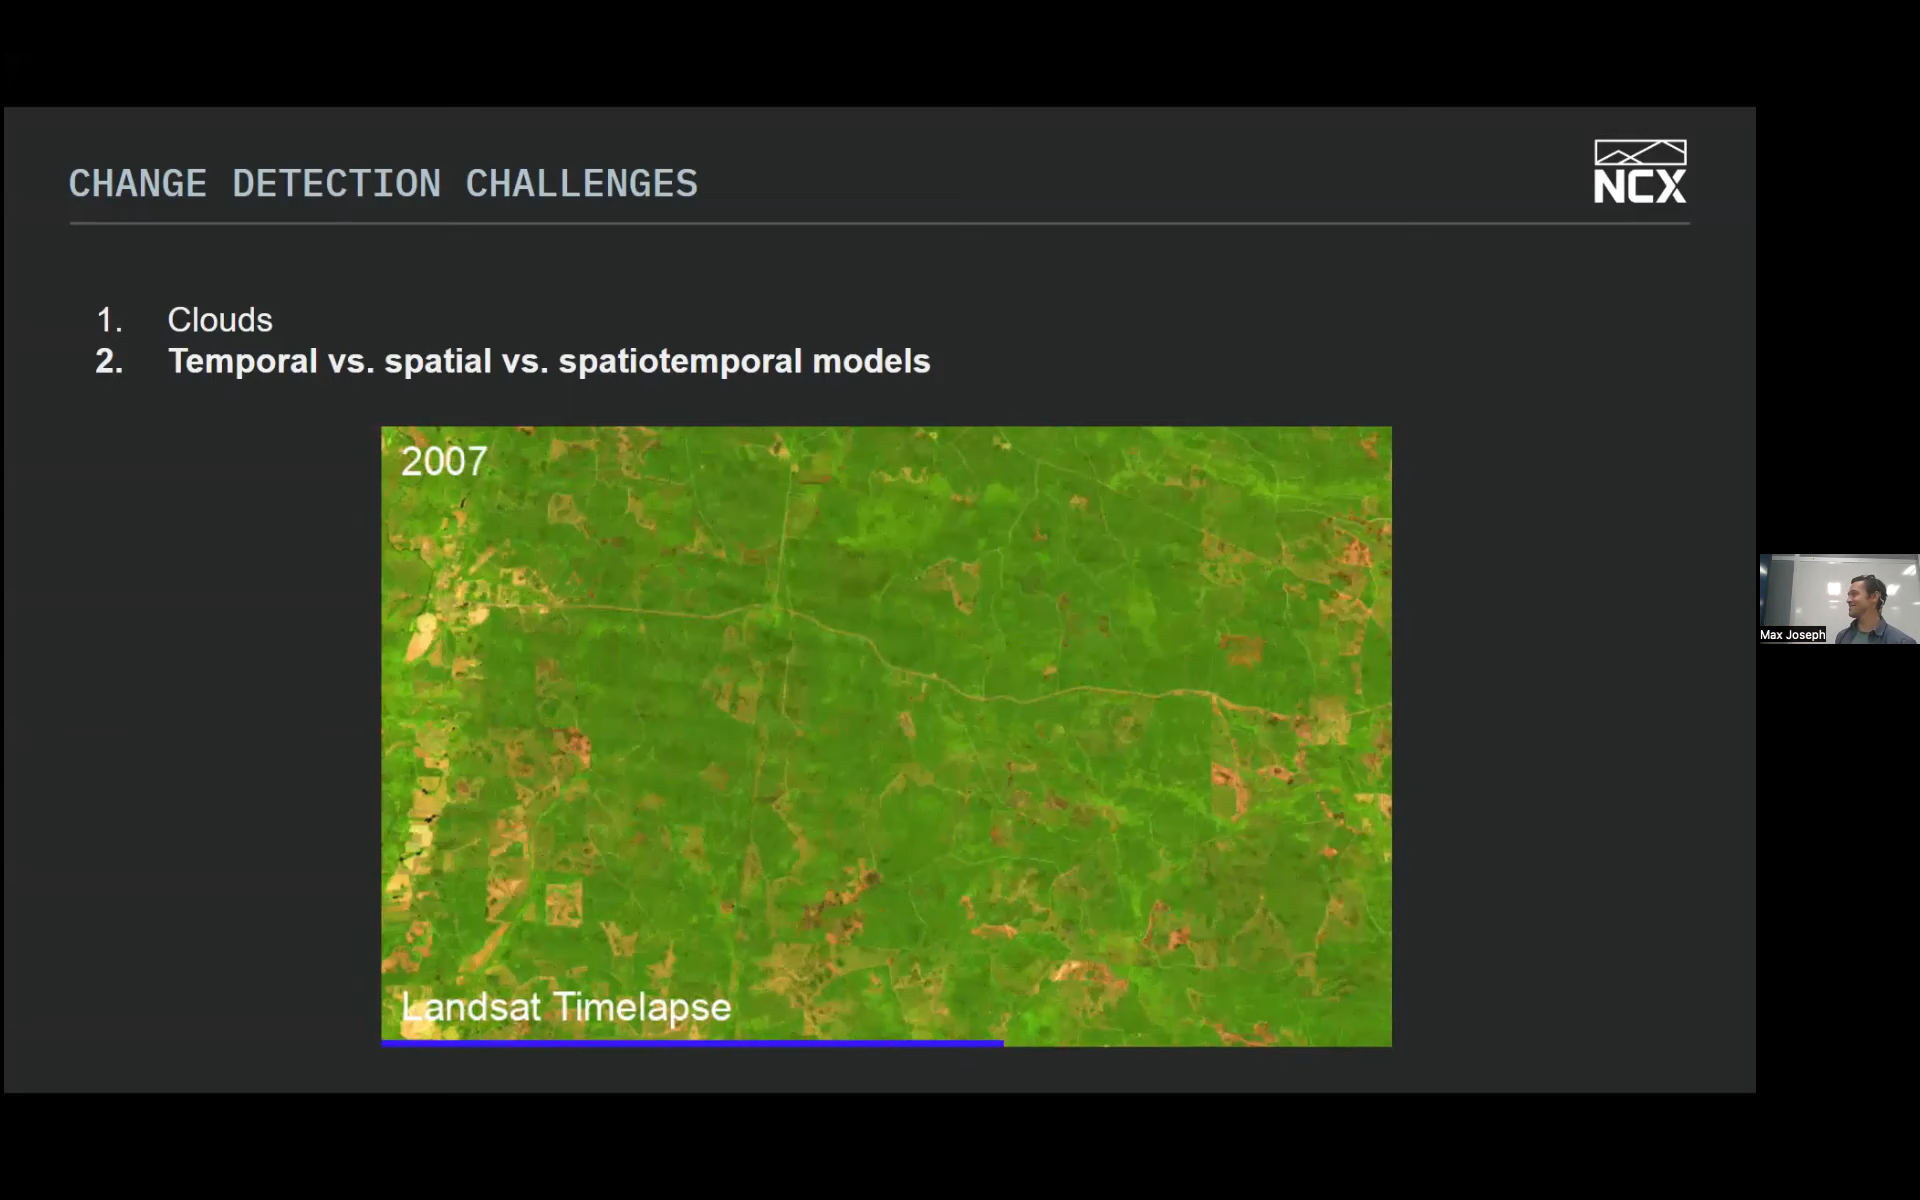 CHANGE DETECTION CHALLENGES
NCX
1. Clouds
2. Temporal vs. spatial vs. spatiotemporal models
2007
Landsat Timelapse
Max Joseph